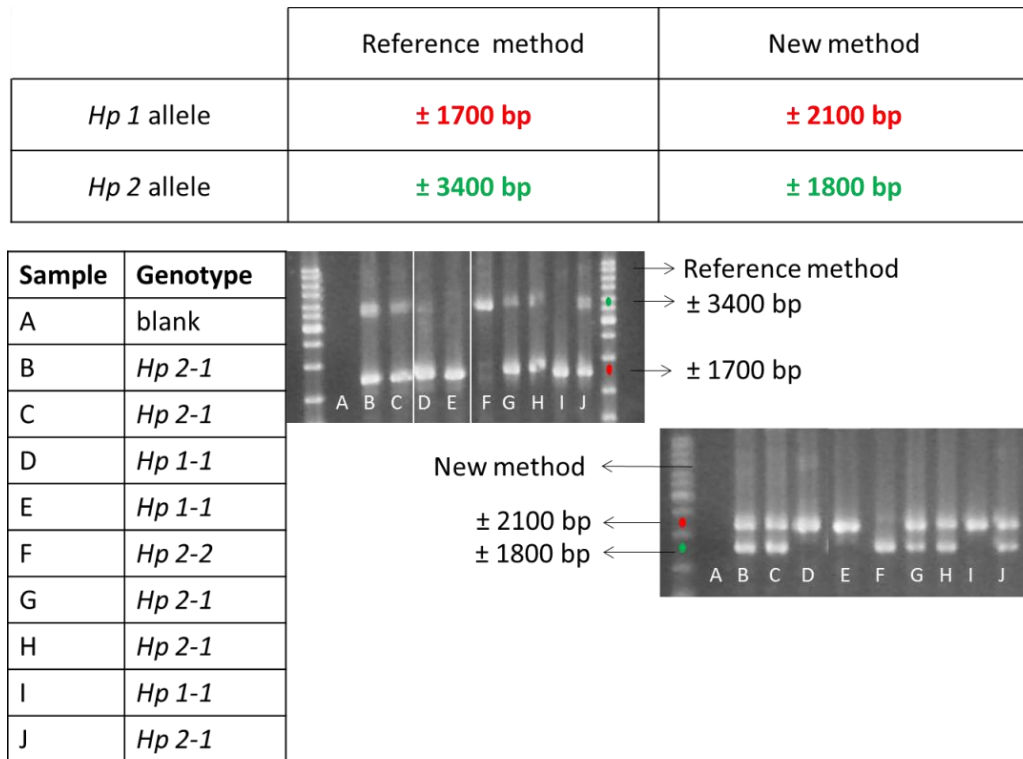 Reference method New method
Hp 1 allele ± 1700 bp ± 2100 bp
Hp 2 allele ± 3400 bp ± 1800 bp
Sample Genotype
A blank
B Hp 2-1
C Hp 2-1
D Hp 1-1
E Hp 1-1
F Hp 2-2
G Hp 2-1
H Hp 2-1
I Hp 1-1
J Hp 2-1
Reference method
± 3400 bp
± 1700 bp
A B C D E F G H I J
New method
± 2100 bp
± 1800 bp
A B C D E F G H I J